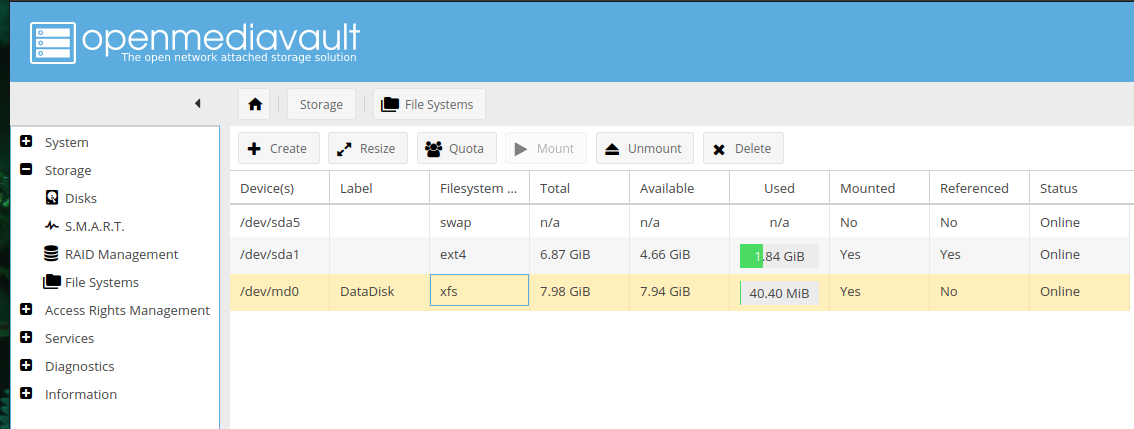 openmediavault
The open network attached storage solution
Storage
File Systems
System
Storage
Disks
S.M.A.R.T.
RAID Management
File Systems
Access Rights Management
Services
Diagnostics
Information
Create Resize Quota Mount Unmount Delete
Device(s) Label Filesystem ... Total Available Used Mounted Referenced Status
/dev/sda5 swap n/a n/a n/a No No Online
/dev/sda1 ext4 6.87 GiB 4.66 GiB 1.84 GiB Yes Yes Online
/dev/md0 DataDisk xfs 7.98 GiB 7.94 GiB 40.40 MiB Yes No Online